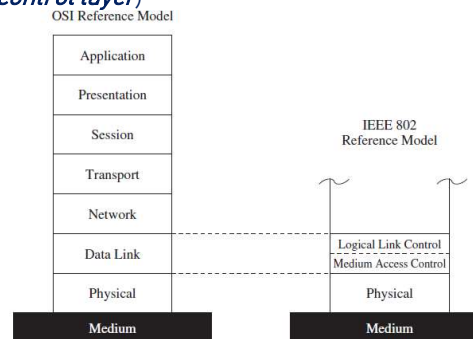 control layer)
OSI Reference Model
Application
Presentation
Session
Transport
Network
Data Link
Physical
Medium
IEEE 802
Reference Model
Logical Link Control
Medium Access Control
Physical
Medium